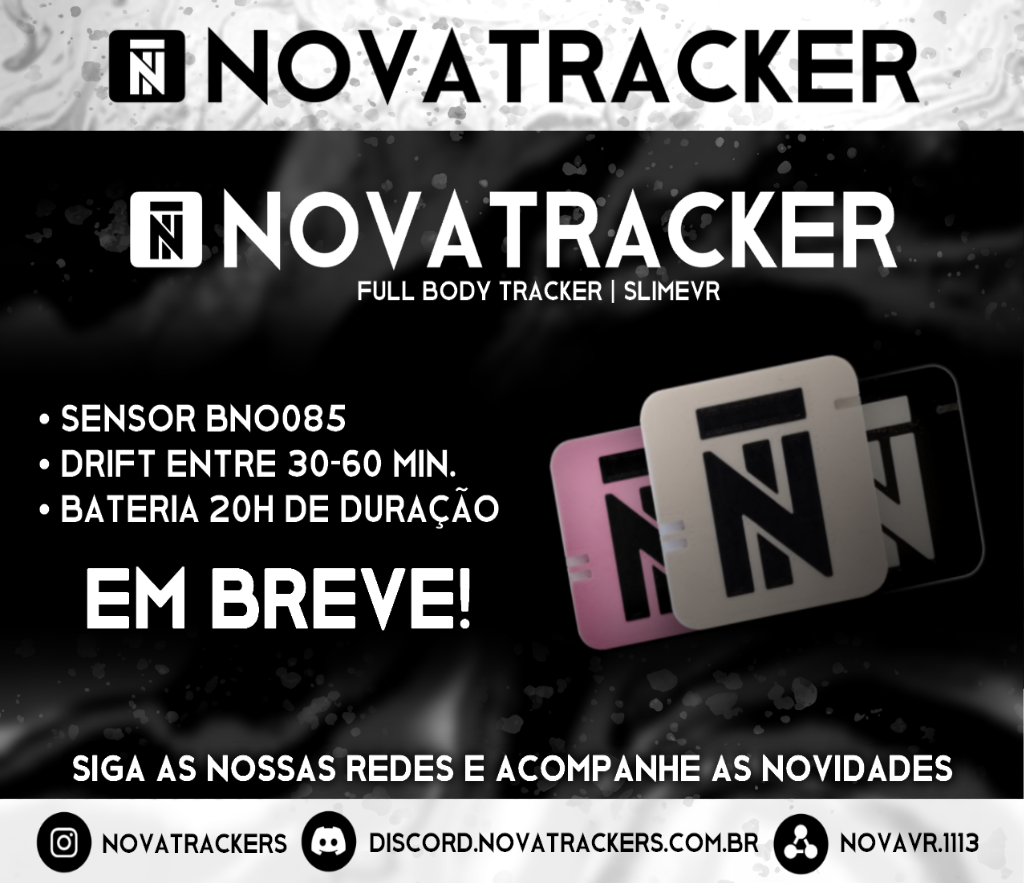 NOVATRACKER
NOVATRACKER
FULL BODY TRACKER | SLIMEVR
• SENSOR BNO085
• DRIFT ENTRE 30-60 MIN.
• BATERIA 20H DE DURAÇÃO
EM BREVE!
SIGA AS NOSSAS REDES E ACOMPANHE AS NOVIDADES
NOVATRACKERS DISCORD.NOVATRACKERS.COM.BR NOVAVR.1113